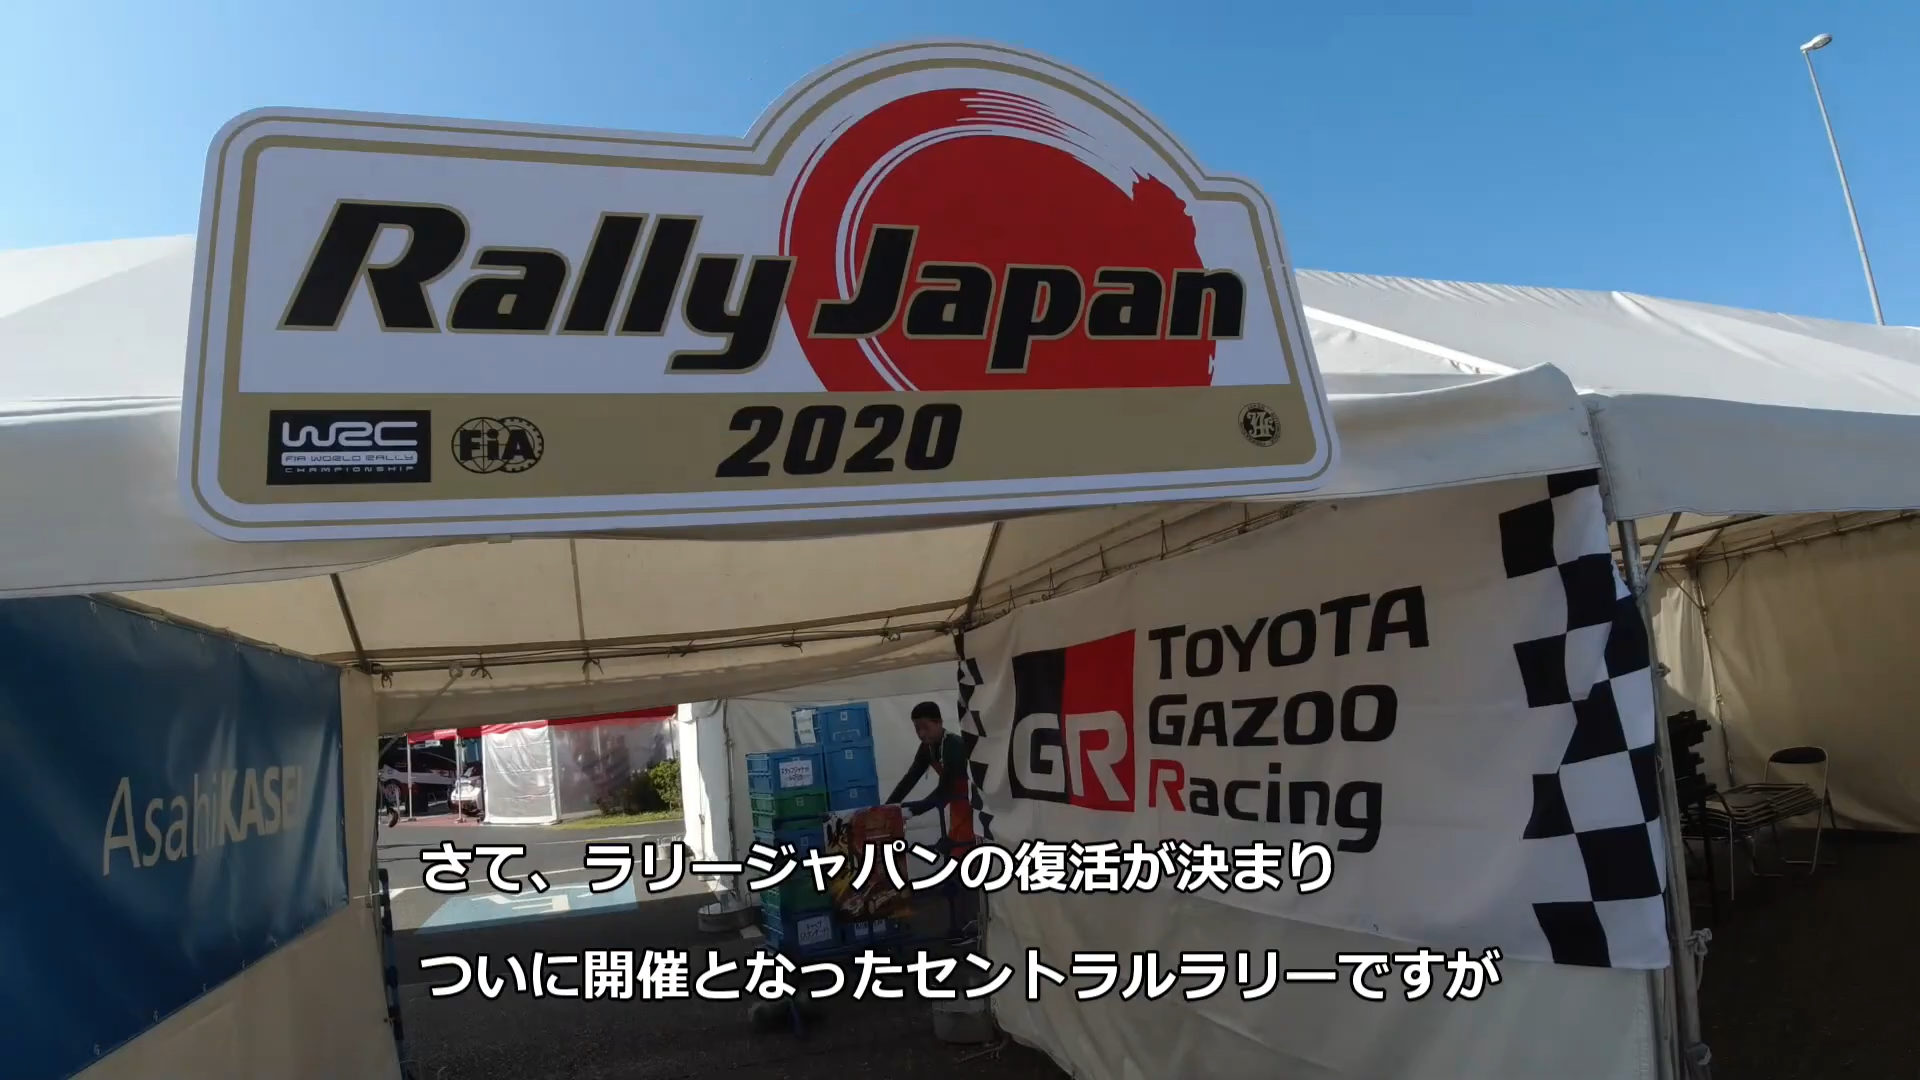 Rally Japan
WRC
FIA WORLD RALLY
CHAMPIONSHIP
FiA
2020
JAF
AsahiKASEI
GR
TOYOTA
GAZOO
Racing
さて、ラリージャパンの復活が決まり
ついに開催となったセントラルラリーですが